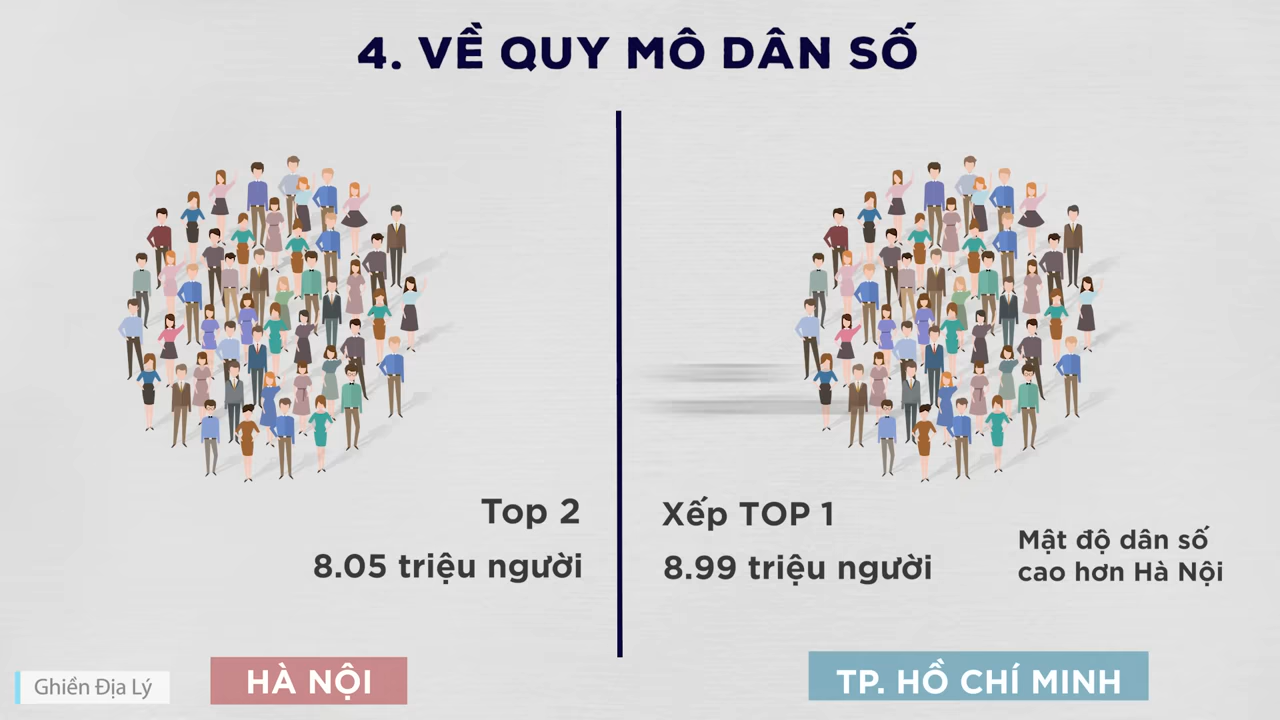 4. VỀ QUY MÔ DÂN SỐ
Top 2
8.05 triệu người
Xếp TOP 1
8.99 triệu người
Mật độ dân số
cao hơn Hà Nội
HÀ NỘI
TP. HỒ CHÍ MINH
Ghiền Địa Lý